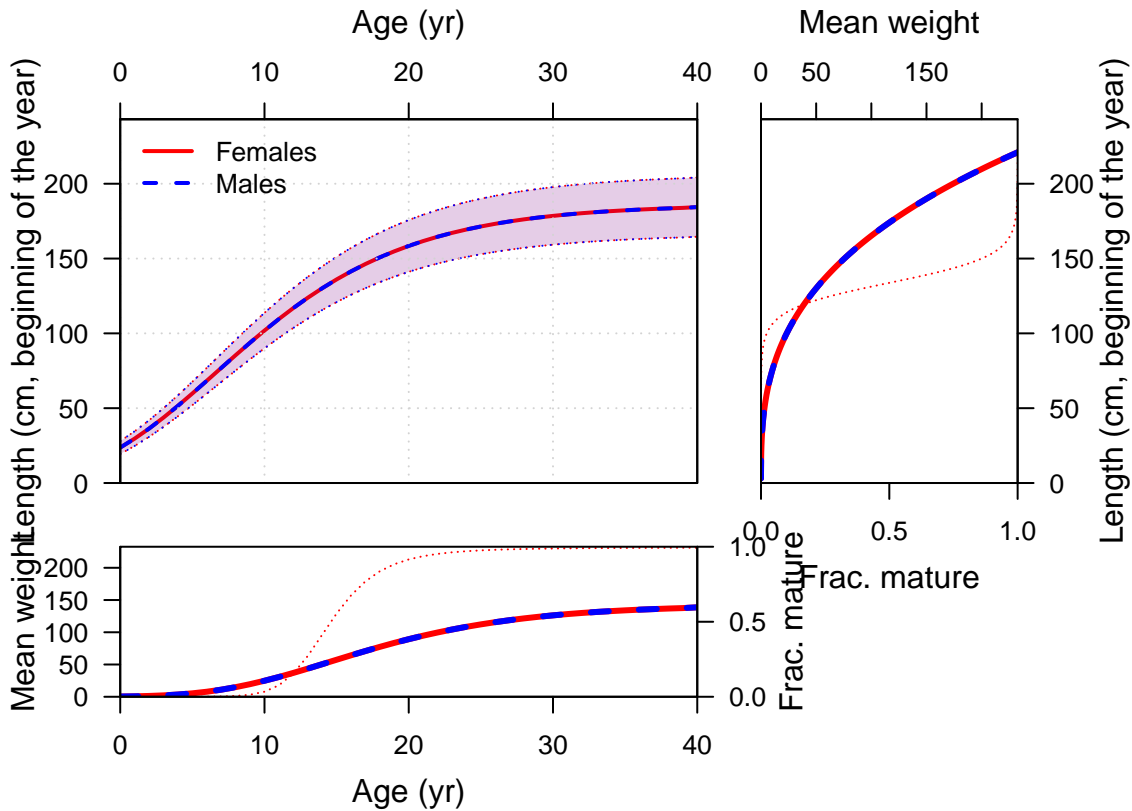 Age (yr)
Mean weight
0 10 20 30 40
0 50 150
Length (cm, beginning of the year)
200
150
100
50
0
Females
Males
200
100
50
0
Length (cm, beginning of the year)
0.0 0.5 1.0
Frac. mature
Mean weight
200
150
100
50
0
1.0
0.5
0.0
Frac. mature
0 10 20 30 40
Age (yr)